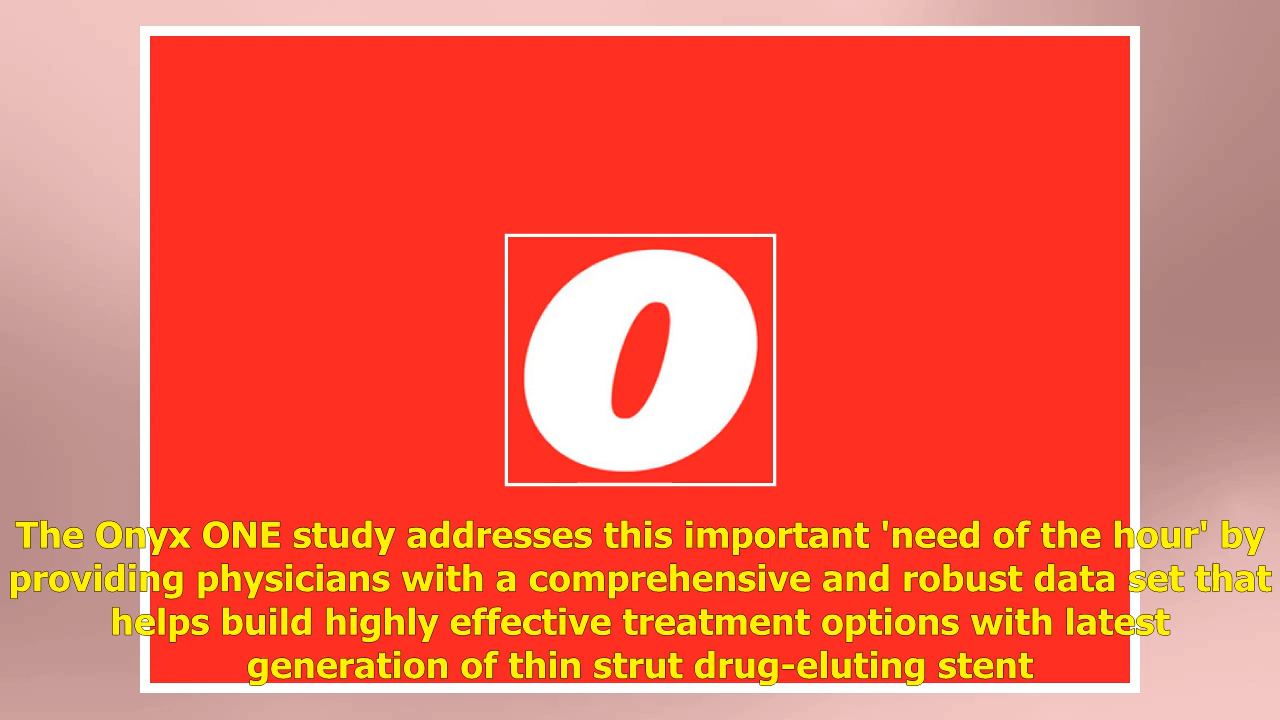 O
The Onyx ONE study addresses this important 'need of the hour' by
providing physicians with a comprehensive and robust data set that
helps build highly effective treatment options with latest
generation of thin strut drug-eluting stent